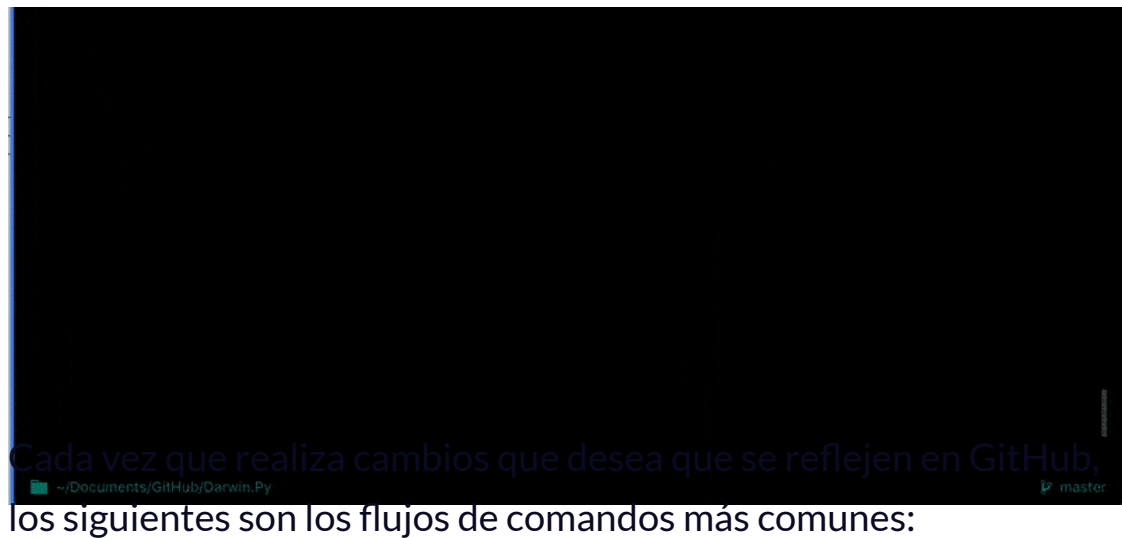 Cada vez que realiza cambios que desea que se reflejen en GitHub,
~/Documents/GitHub/Darwin.Py
master
los siguientes son los flujos de comandos más comunes: